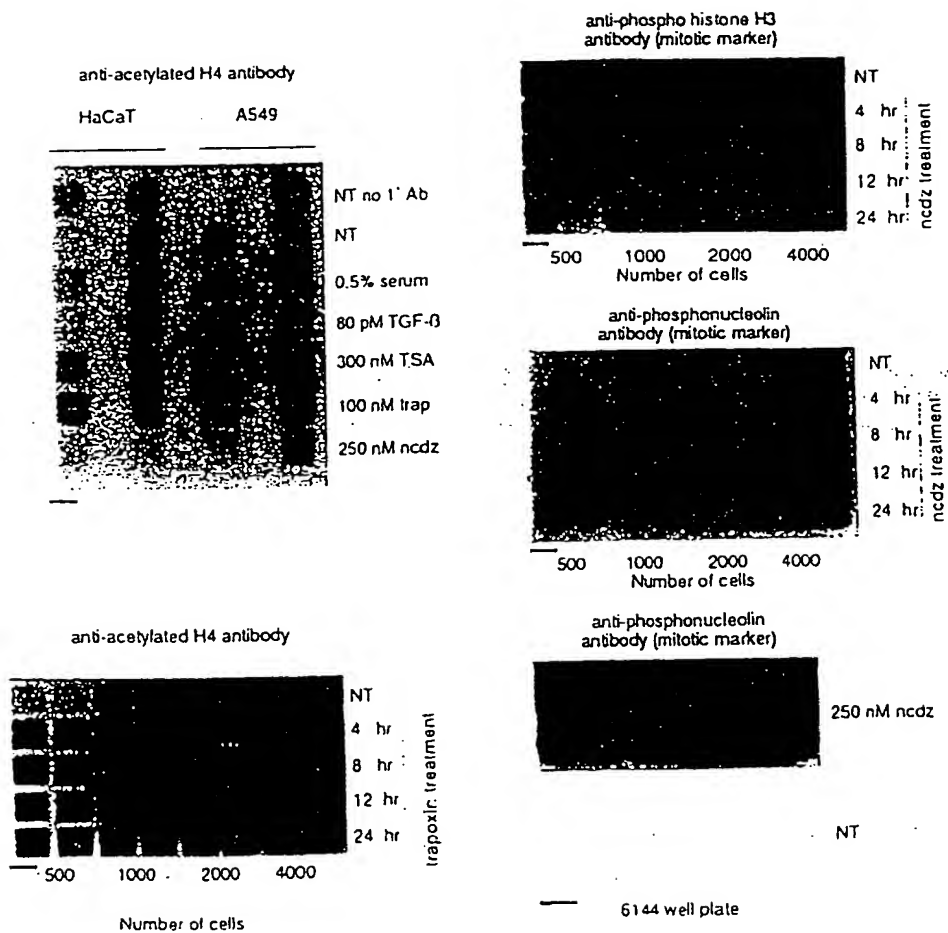 anti-acetylated H4 antibody
HaCaT
A549
NT no 1° Ab
NT
0.5% serum
80 pM TGF-ß
300 nM TSA
100 nM trap
250 nM ncdz
anti-acetylated H4 antibody
NT
4 hr
8 hr
12 hr
24 hr
trapoxin treatment
500
1000
2000
4000
Number of cells
anti-phospho histone H3
antibody (mitotic marker)
NT
4 hr
8 hr
12 hr
24 hr
ncdz treatment
500
1000
2000
4000
Number of cells
anti-phosphonucleolin
antibody (mitotic marker)
NT
4 hr
8 hr
12 hr
24 hr
ncdz treatment
500
1000
2000
4000
Number of cells
anti-phosphonucleolin
antibody (mitotic marker)
250 nM ncdz
NT
6144 well plate